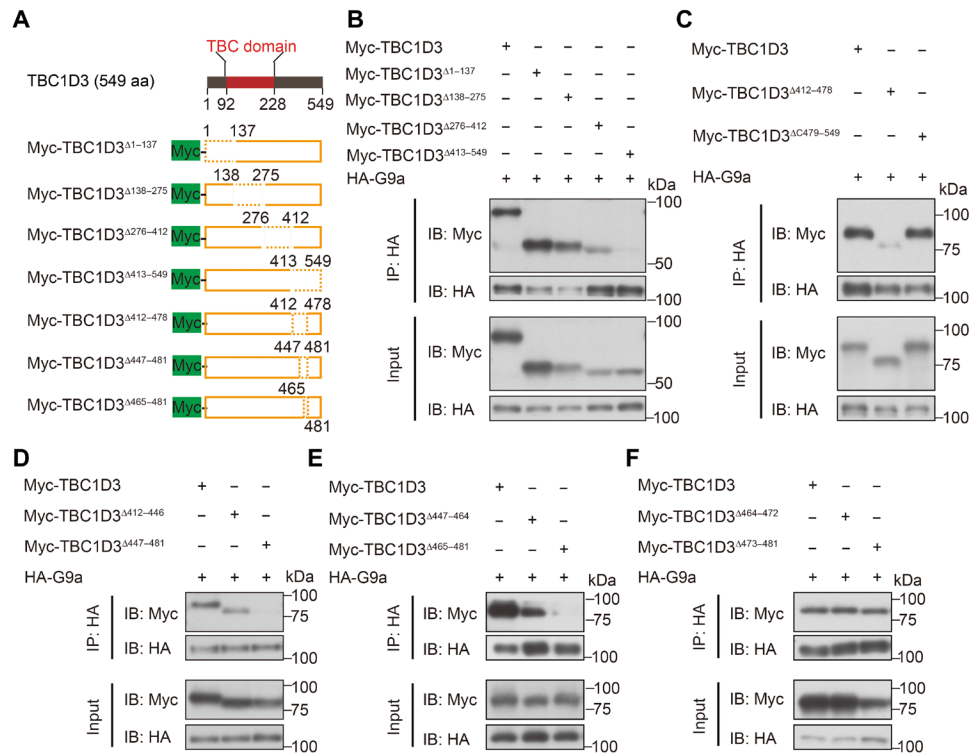 A
TBC domain
TBC1D3 (549 aa)
1 92 228 549
1 137
Myc-TBC1D3Δ1–137 Myc
138 275
Myc-TBC1D3Δ138–275 Myc
276 412
Myc-TBC1D3Δ276–412 Myc
413 549
Myc-TBC1D3Δ413–549 Myc
412 478
Myc-TBC1D3Δ412–478 Myc
447 481
Myc-TBC1D3Δ447–481 Myc
465
Myc-TBC1D3Δ465–481 Myc
481
B
Myc-TBC1D3 + – – – –
Myc-TBC1D3Δ1–137 – + – – –
Myc-TBC1D3Δ138–275 – – + – –
Myc-TBC1D3Δ276–412 – – – + –
Myc-TBC1D3Δ413–549 – – – – +
HA-G9a + + + + +
kDa
IP: HA
IB: Myc
100
50
IB: HA
100
Input
IB: Myc
100
50
IB: HA
100
C
Myc-TBC1D3 + – –
Myc-TBC1D3Δ412–478 – + –
Myc-TBC1D3ΔC479–549 – – +
HA-G9a + + +
kDa
IP: HA
IB: Myc
100
75
IB: HA
100
Input
IB: Myc
100
75
IB: HA
100
D
Myc-TBC1D3 + – –
Myc-TBC1D3Δ412–446 – + –
Myc-TBC1D3Δ447–481 – – +
HA-G9a + + + kDa
IP: HA
IB: Myc
100
75
IB: HA
100
Input
IB: Myc
100
75
IB: HA
100
E
Myc-TBC1D3 + – –
Myc-TBC1D3Δ447–464 – + –
Myc-TBC1D3Δ465–481 – – +
HA-G9a + + + kDa
IP: HA
IB: Myc
100
75
IB: HA
100
Input
IB: Myc
100
75
IB: HA
100
F
Myc-TBC1D3 + – –
Myc-TBC1D3Δ464–472 – + –
Myc-TBC1D3Δ473–481 – – +
HA-G9a + + + kDa
IP: HA
IB: Myc
100
75
IB: HA
100
Input
IB: Myc
100
75
IB: HA
100